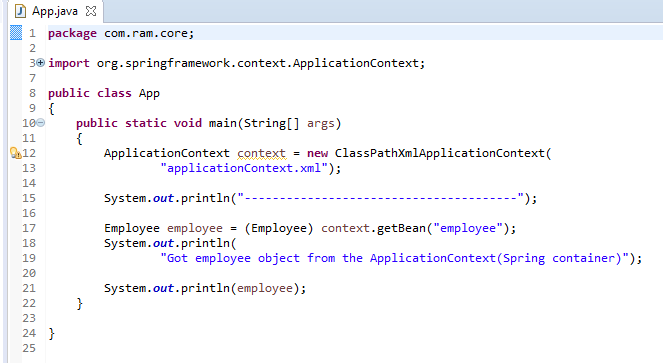 App.java
1 package com.ram.core;
2
3 import org.springframework.context.ApplicationContext;
7
8 public class App
9 {
10     public static void main(String[] args)
11     {
12         ApplicationContext context = new ClassPathXmlApplicationContext(
13                 "applicationContext.xml");
14
15         System.out.println("---------------------------------------");
16
17         Employee employee = (Employee) context.getBean("employee");
18         System.out.println(
19                 "Got employee object from the ApplicationContext(Spring container)");
20
21         System.out.println(employee);
22     }
23
24 }
25